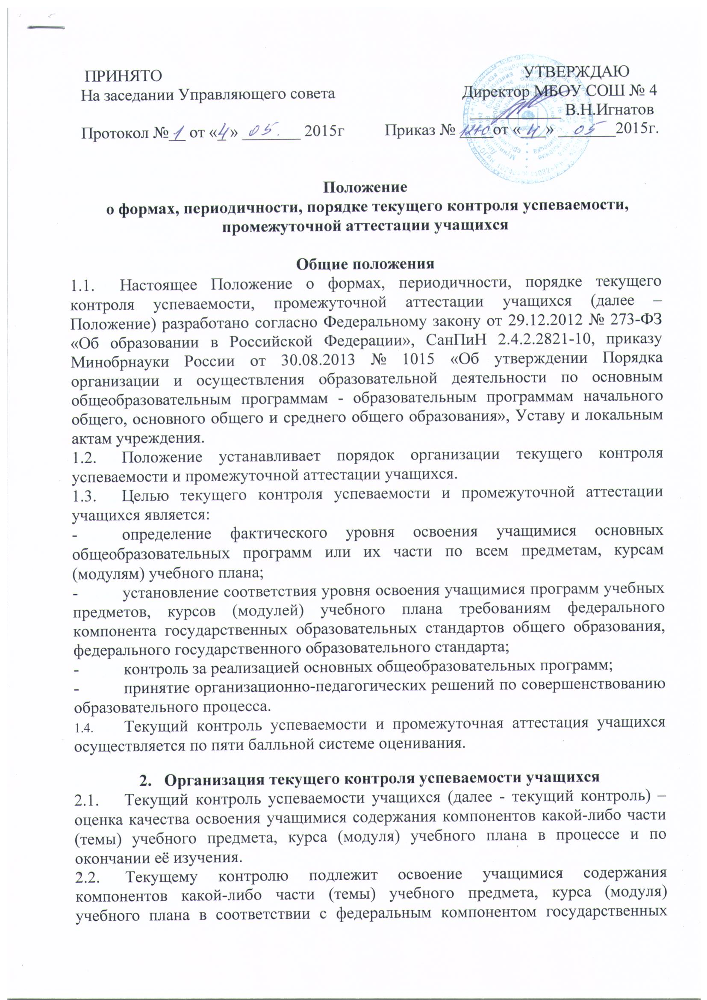 ПРИНЯТО
УТВЕРЖДАЮ
На заседании Управляющего совета
Директор МБОУ СОШ № 4
В.Н.Игнатов
Протокол № 1 от «4» 05. 2015г
Приказ № от « 4 » 05 2015г.
Положение
о формах, периодичности, порядке текущего контроля успеваемости,
промежуточной аттестации учащихся
Общие положения
1.1. Настоящее Положение о формах, периодичности, порядке текущего
контроля успеваемости, промежуточной аттестации учащихся (далее –
Положение) разработано согласно Федеральному закону от 29.12.2012 № 273-ФЗ
«Об образовании в Российской Федерации», СанПиН 2.4.2.2821-10, приказу
Минобрнауки России от 30.08.2013 № 1015 «Об утверждении Порядка
организации и осуществления образовательной деятельности по основным
общеобразовательным программам - образовательным программам начального
общего, основного общего и среднего общего образования», Уставу и локальным
актам учреждения.
1.2. Положение устанавливает порядок организации текущего контроля
успеваемости и промежуточной аттестации учащихся.
1.3. Целью текущего контроля успеваемости и промежуточной аттестации
учащихся является:
- определение фактического уровня освоения учащимися основных
общеобразовательных программ или их части по всем предметам, курсам
(модулям) учебного плана;
- установление соответствия уровня освоения учащимися программ учебных
предметов, курсов (модулей) учебного плана требованиям федерального
компонента государственных образовательных стандартов общего образования,
федерального государственного образовательного стандарта;
- контроль за реализацией основных общеобразовательных программ;
- принятие организационно-педагогических решений по совершенствованию
образовательного процесса.
1.4. Текущий контроль успеваемости и промежуточная аттестация учащихся
осуществляется по пяти балльной системе оценивания.
2. Организация текущего контроля успеваемости учащихся
2.1. Текущий контроль успеваемости учащихся (далее - текущий контроль) –
оценка качества освоения учащимися содержания компонентов какой-либо части
(темы) учебного предмета, курса (модуля) учебного плана в процессе и по
окончании её изучения.
2.2. Текущему контролю подлежит освоение учащимися содержания
компонентов какой-либо части (темы) учебного предмета, курса (модуля)
учебного плана в соответствии с федеральным компонентом государственных